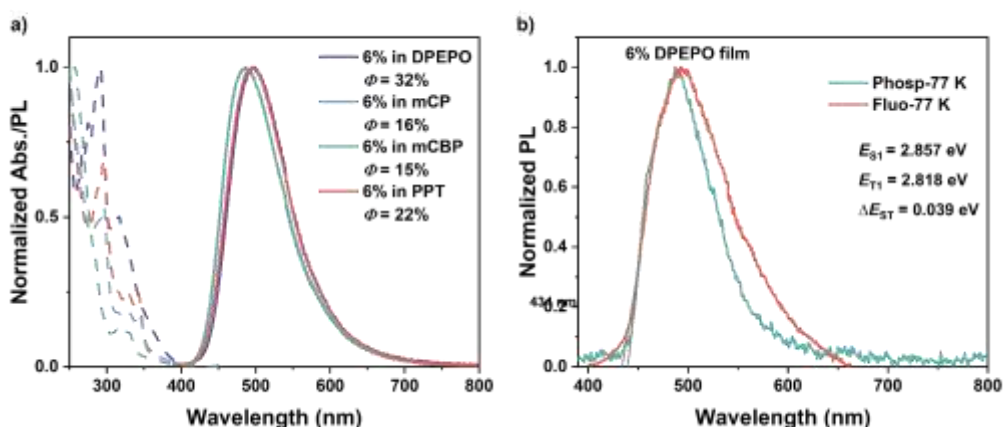 a)
Normalized Abs./PL
1.0
0.5
0.0
300
400
500
600
700
800
Wavelength (nm)
6% in DPEPO
Φ = 32%
6% in mCP
Φ = 16%
6% in mCBP
Φ = 15%
6% in PPT
Φ = 22%
b)
Normalized PL
1.0
0.8
0.6
0.4
0.2
0.0
400
500
600
700
800
Wavelength (nm)
6% DPEPO film
Phosp-77 K
Fluo-77 K
ES1 = 2.857 eV
ET1 = 2.818 eV
ΔEST = 0.039 eV